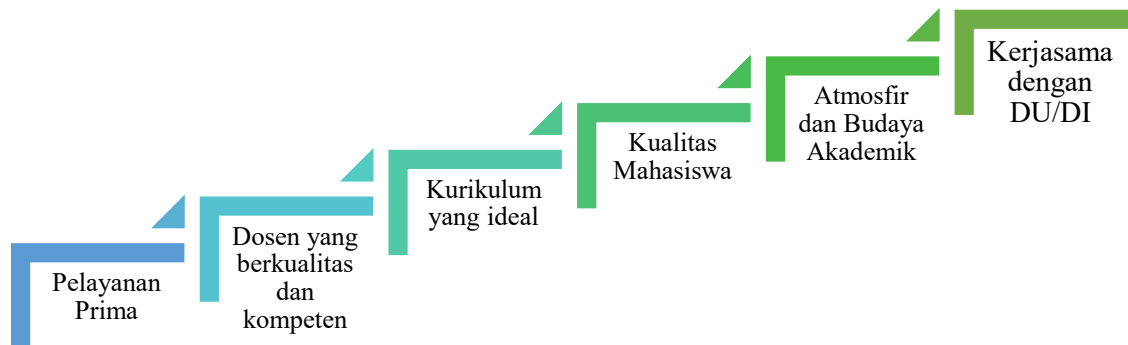 Pelayanan
Prima
Dosen yang
berkualitas
dan
kompeten
Kurikulum
yang ideal
Kualitas
Mahasiswa
Atmosfir
dan Budaya
Akademik
Kerjasama
dengan
DU/DI